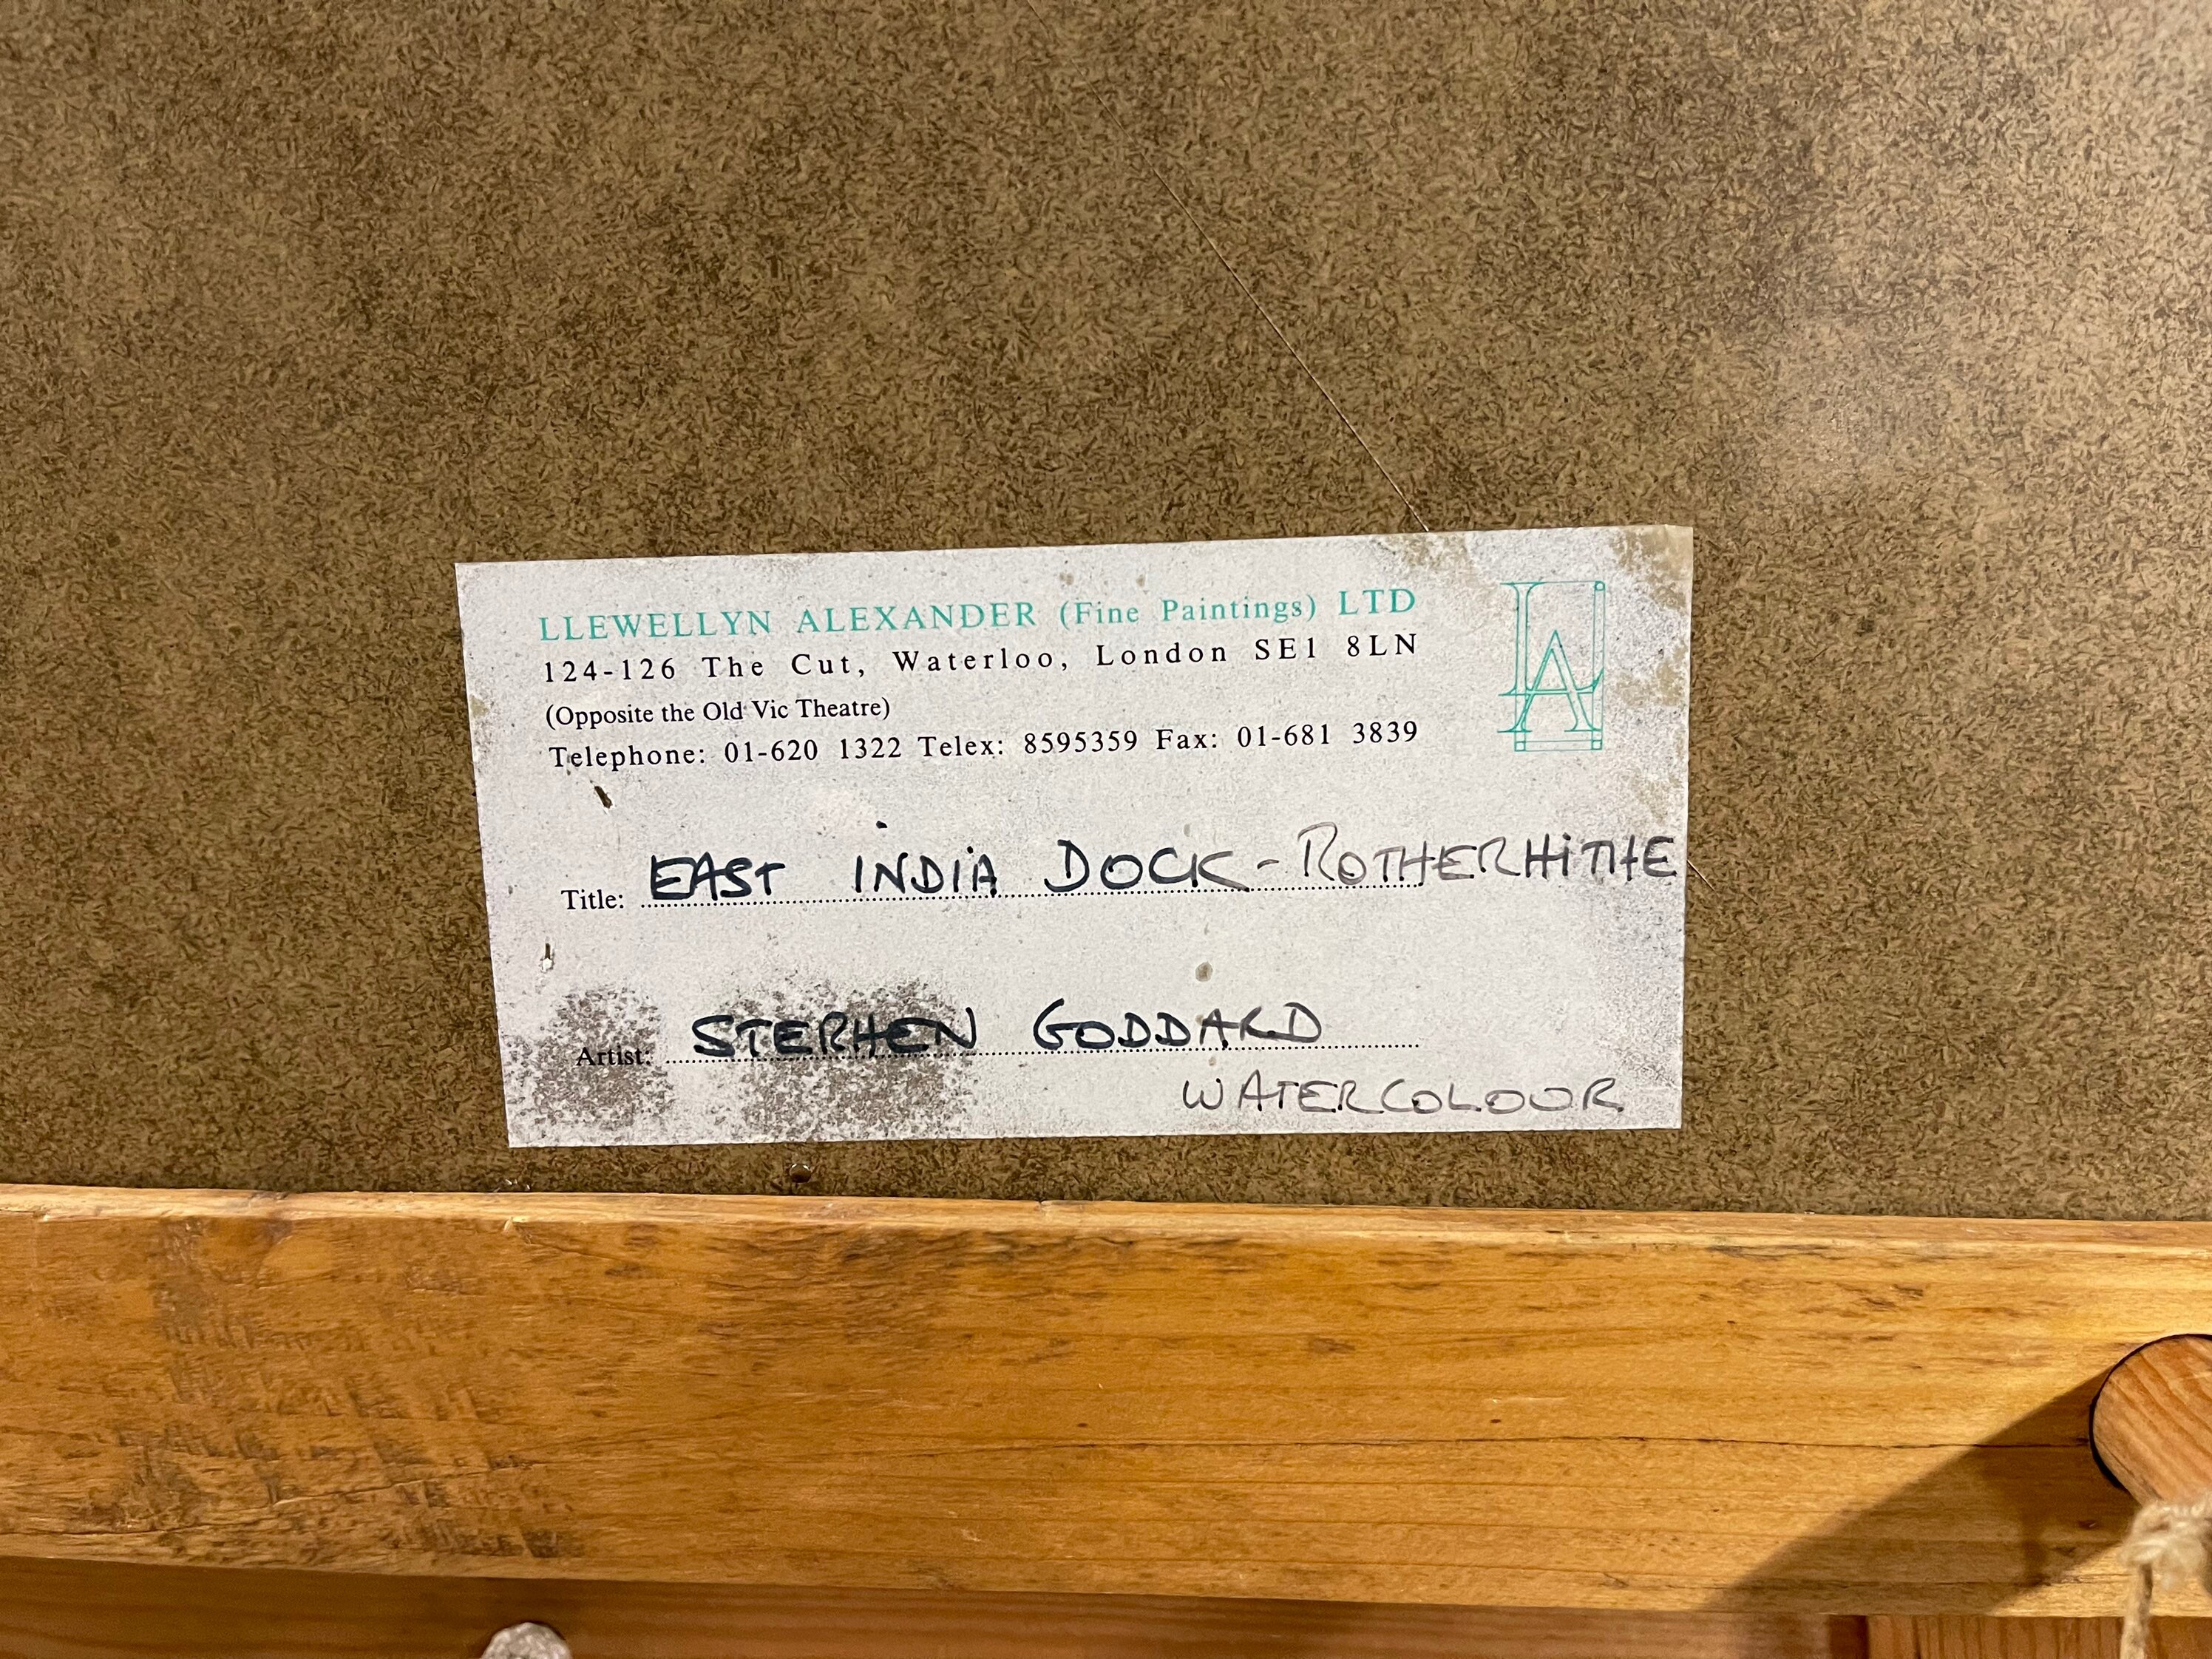 LLEWELLYN ALEXANDER (Fine Paintings) LTD
124-126 The Cut, Waterloo, London SE1 8LN
(Opposite the Old Vic Theatre)
Telephone: 01-620 1322 Telex: 8595359 Fax: 01-681 3839
LA
Title: EAST INDIA DOCK - ROTHERHITHE
Artist: STEPHEN GODDARD
WATERCOLOUR